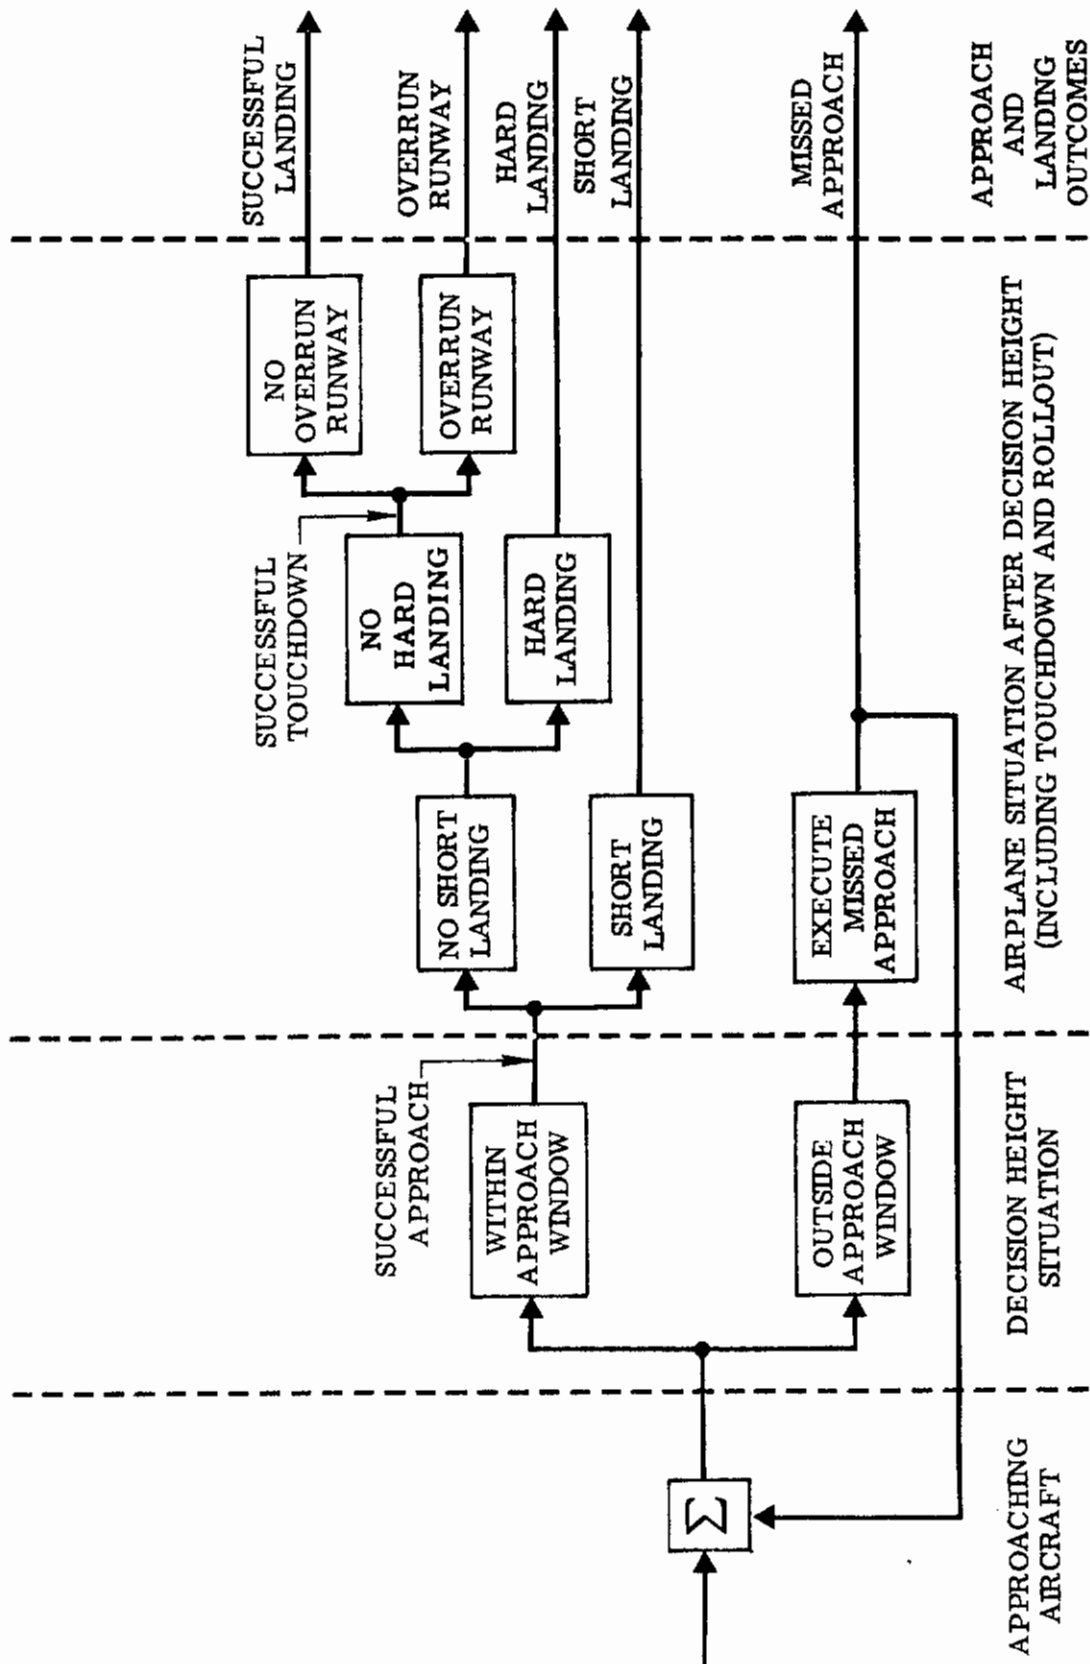 SUCCESSFUL
LANDING
OVERRUN
RUNWAY
HARD
LANDING
SHORT
LANDING
MISSED
APPROACH
APPROACH
AND
LANDING
OUTCOMES
NO
OVERRUN
RUNWAY
OVERRUN
RUNWAY
SUCCESSFUL
TOUCHDOWN
NO
HARD
LANDING
HARD
LANDING
NO SHORT
LANDING
SHORT
LANDING
EXECUTE
MISSED
APPROACH
AIRPLANE SITUATION AFTER DECISION HEIGHT
(INCLUDING TOUCHDOWN AND ROLLOUT)
SUCCESSFUL
APPROACH
WITHIN
APPROACH
WINDOW
OUTSIDE
APPROACH
WINDOW
DECISION HEIGHT
SITUATION
Σ
APPROACHING
AIRCRAFT